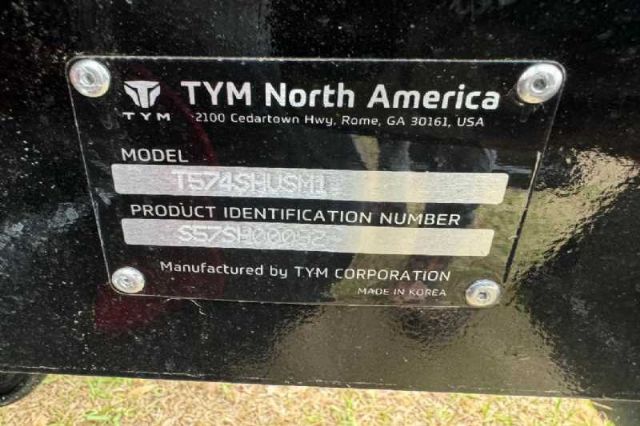 TYM North America
TYM 2100 Cedartown Hwy, Rome, GA 30161, USA
MODEL
T574SHUSM1
PRODUCT IDENTIFICATION NUMBER
S57SH00052
Manufactured by TYM CORPORATION
MADE IN KOREA